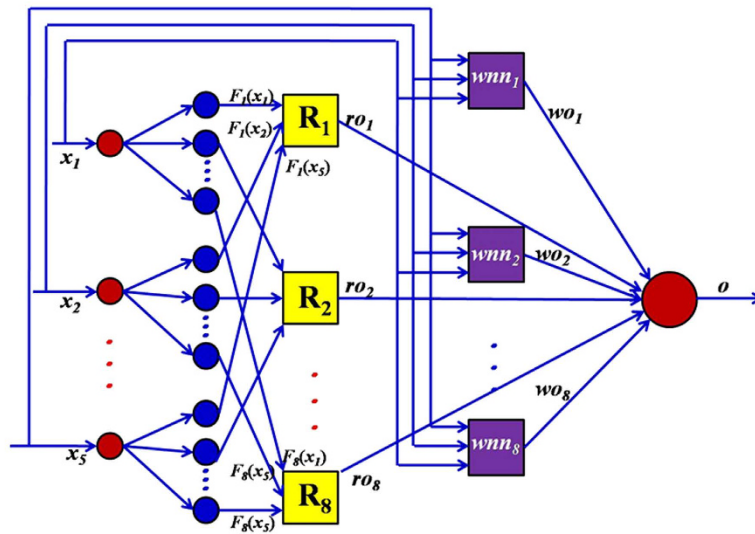 F1(x1)
R1
F1(x2)
F1(x5)
x1
ro1
wnn1
wo1
x2
R2
ro2
wnn2
wo2
o
x5
F8(x5)
F8(x1)
R8
F8(x5)
ro8
wo8
wnn8